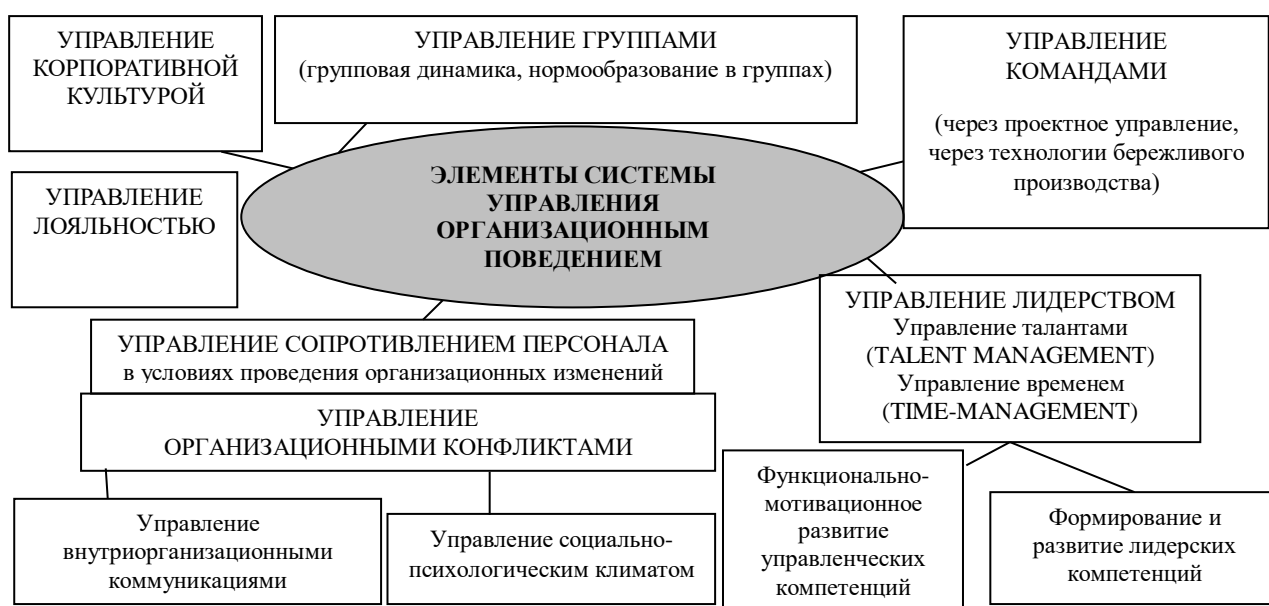 УПРАВЛЕНИЕ
КОРПОРАТИВНОЙ
КУЛЬТУРОЙ
УПРАВЛЕНИЕ ГРУППАМИ
(групповая динамика, нормообразование в группах)
УПРАВЛЕНИЕ
КОМАНДАМИ
(через проектное управление,
через технологии бережливого
производства)
ЭЛЕМЕНТЫ СИСТЕМЫ
УПРАВЛЕНИЯ
ОРГАНИЗАЦИОННЫМ
ПОВЕДЕНИЕМ
УПРАВЛЕНИЕ
ЛОЯЛЬНОСТЬЮ
УПРАВЛЕНИЕ ЛИДЕРСТВОМ
Управление талантами
(TALENT MANAGEMENT)
Управление временем
(TIME-MANAGEMENT)
УПРАВЛЕНИЕ СОПРОТИВЛЕНИЕМ ПЕРСОНАЛА
в условиях проведения организационных изменений
УПРАВЛЕНИЕ
ОРГАНИЗАЦИОННЫМИ КОНФЛИКТАМИ
Управление
внутриорганизационными
коммуникациями
Управление социально-
психологическим климатом
Функционально-
мотивационное
развитие
управленческих
компетенций
Формирование и
развитие лидерских
компетенций